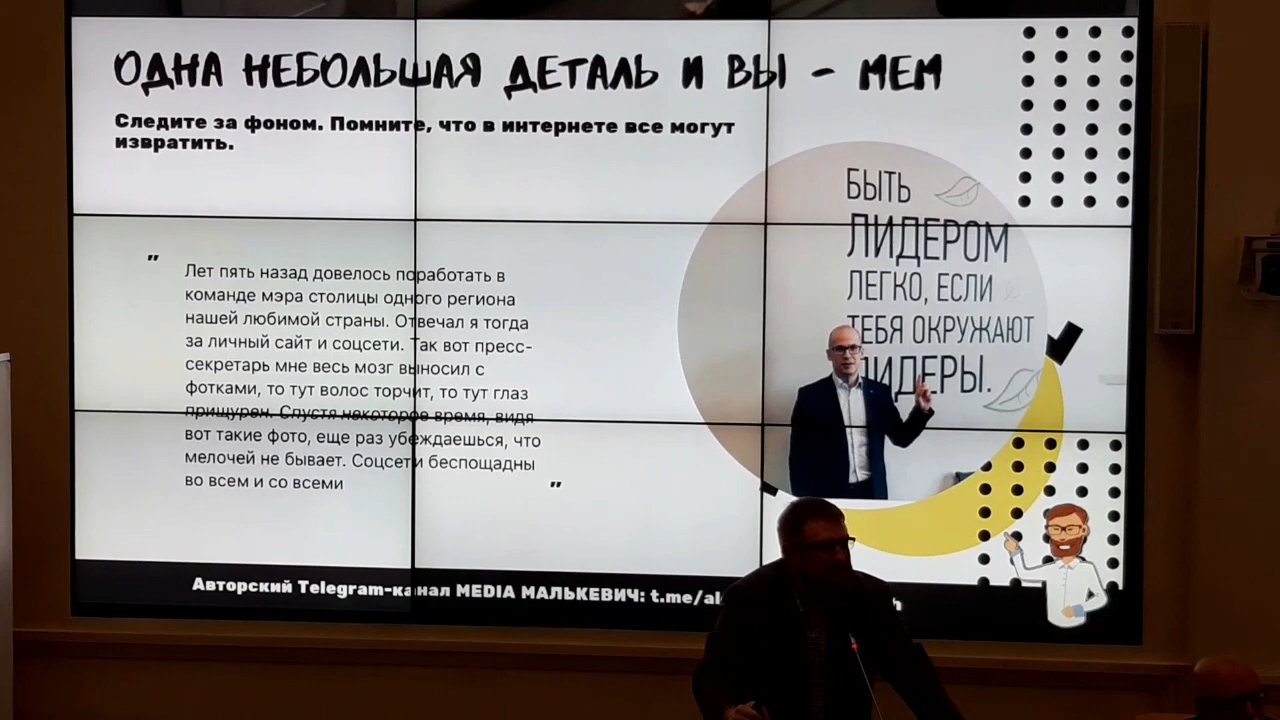 ОДНА НЕБОЛЬШАЯ ДЕТАЛЬ И ВЫ - МЕМ
Следите за фоном. Помните, что в интернете все могут
извратить.
"
Лет пять назад довелось поработать в
команде мэра столицы одного региона
нашей любимой страны. Отвечал я тогда
за личный сайт и соцсети. Так вот пресс-
секретарь мне весь мозг выносил с
фотками, то тут волос торчит, то тут глаз
прищурен. Спустя некоторое время, видя
вот такие фото, еще раз убеждаешься, что
мелочей не бывает. Соцсети беспощадны
во всем и со всеми
"
БЫТЬ
ЛИДЕРОМ
ЛЕГКО, ЕСЛИ
ТЕБЯ ОКРУЖАЮТ
ЛИДЕРЫ.
Авторский Telegram-канал MEDIA МАЛЬКЕВИЧ: t.me/al